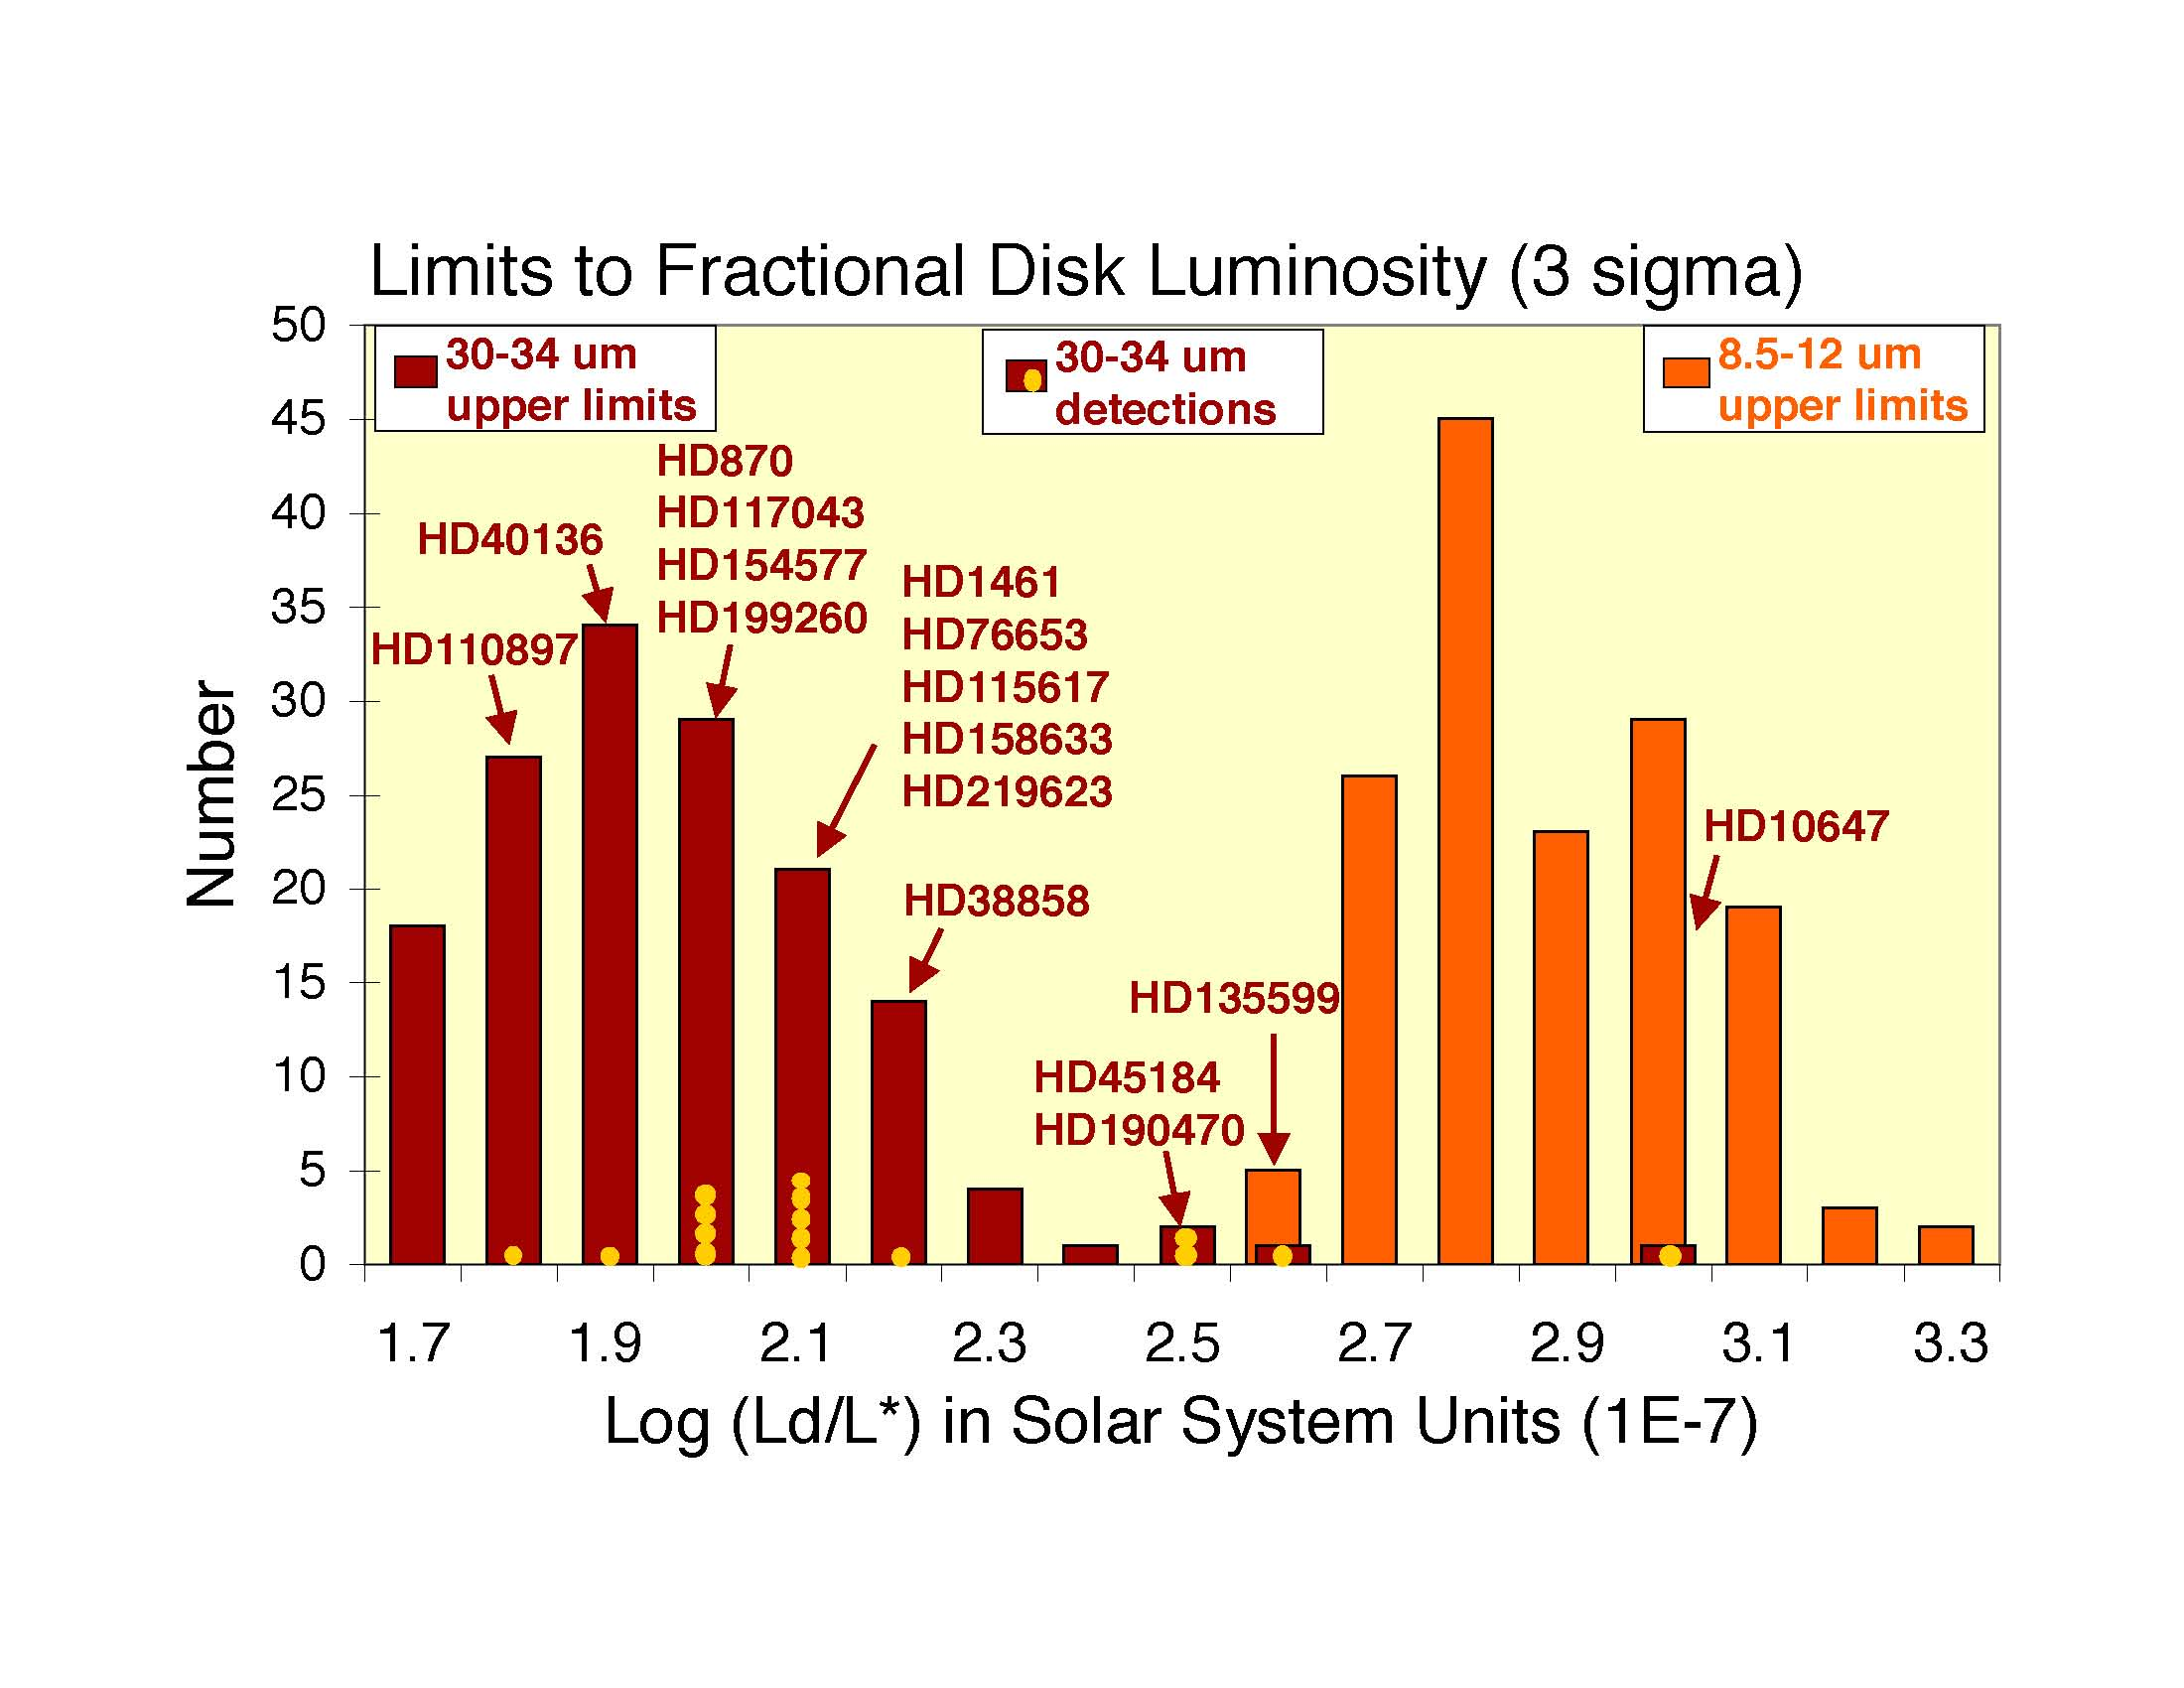 Limits to Fractional Disk Luminosity (3 sigma)
30-34 um
upper limits
30-34 um
detections
8.5-12 um
upper limits
HD110897
HD40136
HD870
HD117043
HD154577
HD199260
HD1461
HD76653
HD115617
HD158633
HD219623
HD38858
HD45184
HD190470
HD135599
HD10647
Number
50
45
40
35
30
25
20
15
10
5
0
1.7 1.9 2.1 2.3 2.5 2.7 2.9 3.1 3.3
Log (Ld/L*) in Solar System Units (1E-7)